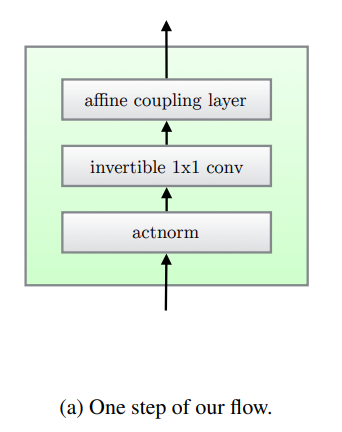 affine coupling layer
invertible 1x1 conv
actnorm
(a) One step of our flow.